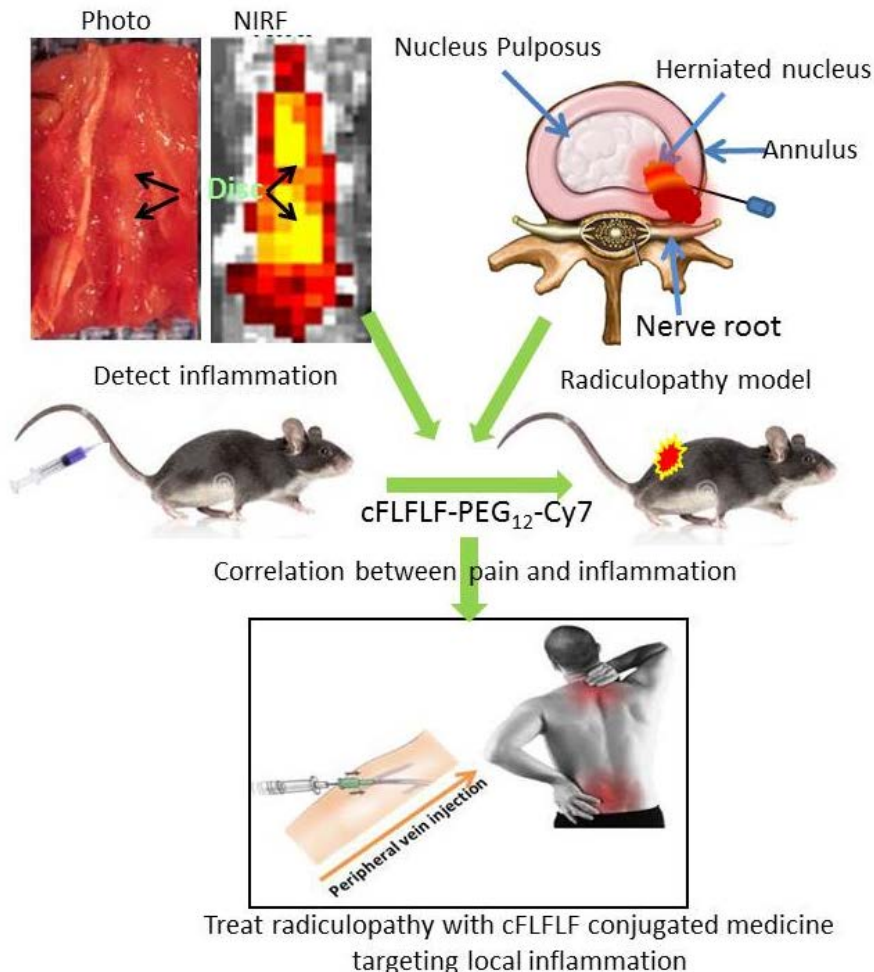 Photo
NIRF
Disc
Nucleus Pulposus
Herniated nucleus
Annulus
Nerve root
Detect inflammation
Radiculopathy model
cFLFLF-PEG₁₂-Cy7
Correlation between pain and inflammation
Peripheral vein injection
Treat radiculopathy with cFLFLF conjugated medicine
targeting local inflammation